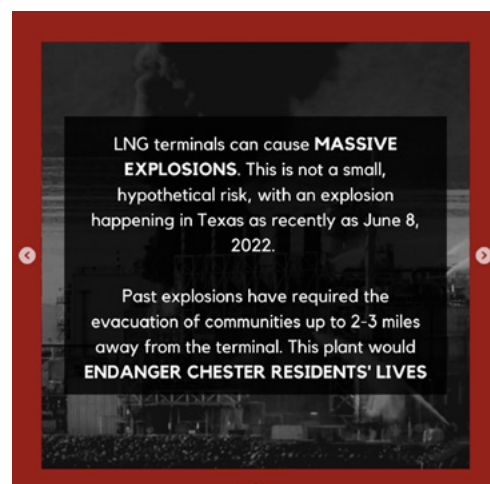 LNG terminals can cause MASSIVE
EXPLOSIONS. This is not a small,
hypothetical risk, with an explosion
happening in Texas as recently as June 8,
2022.
Past explosions have required the
evacuation of communities up to 2-3 miles
away from the terminal. This plant would
ENDANGER CHESTER RESIDENTS' LIVES